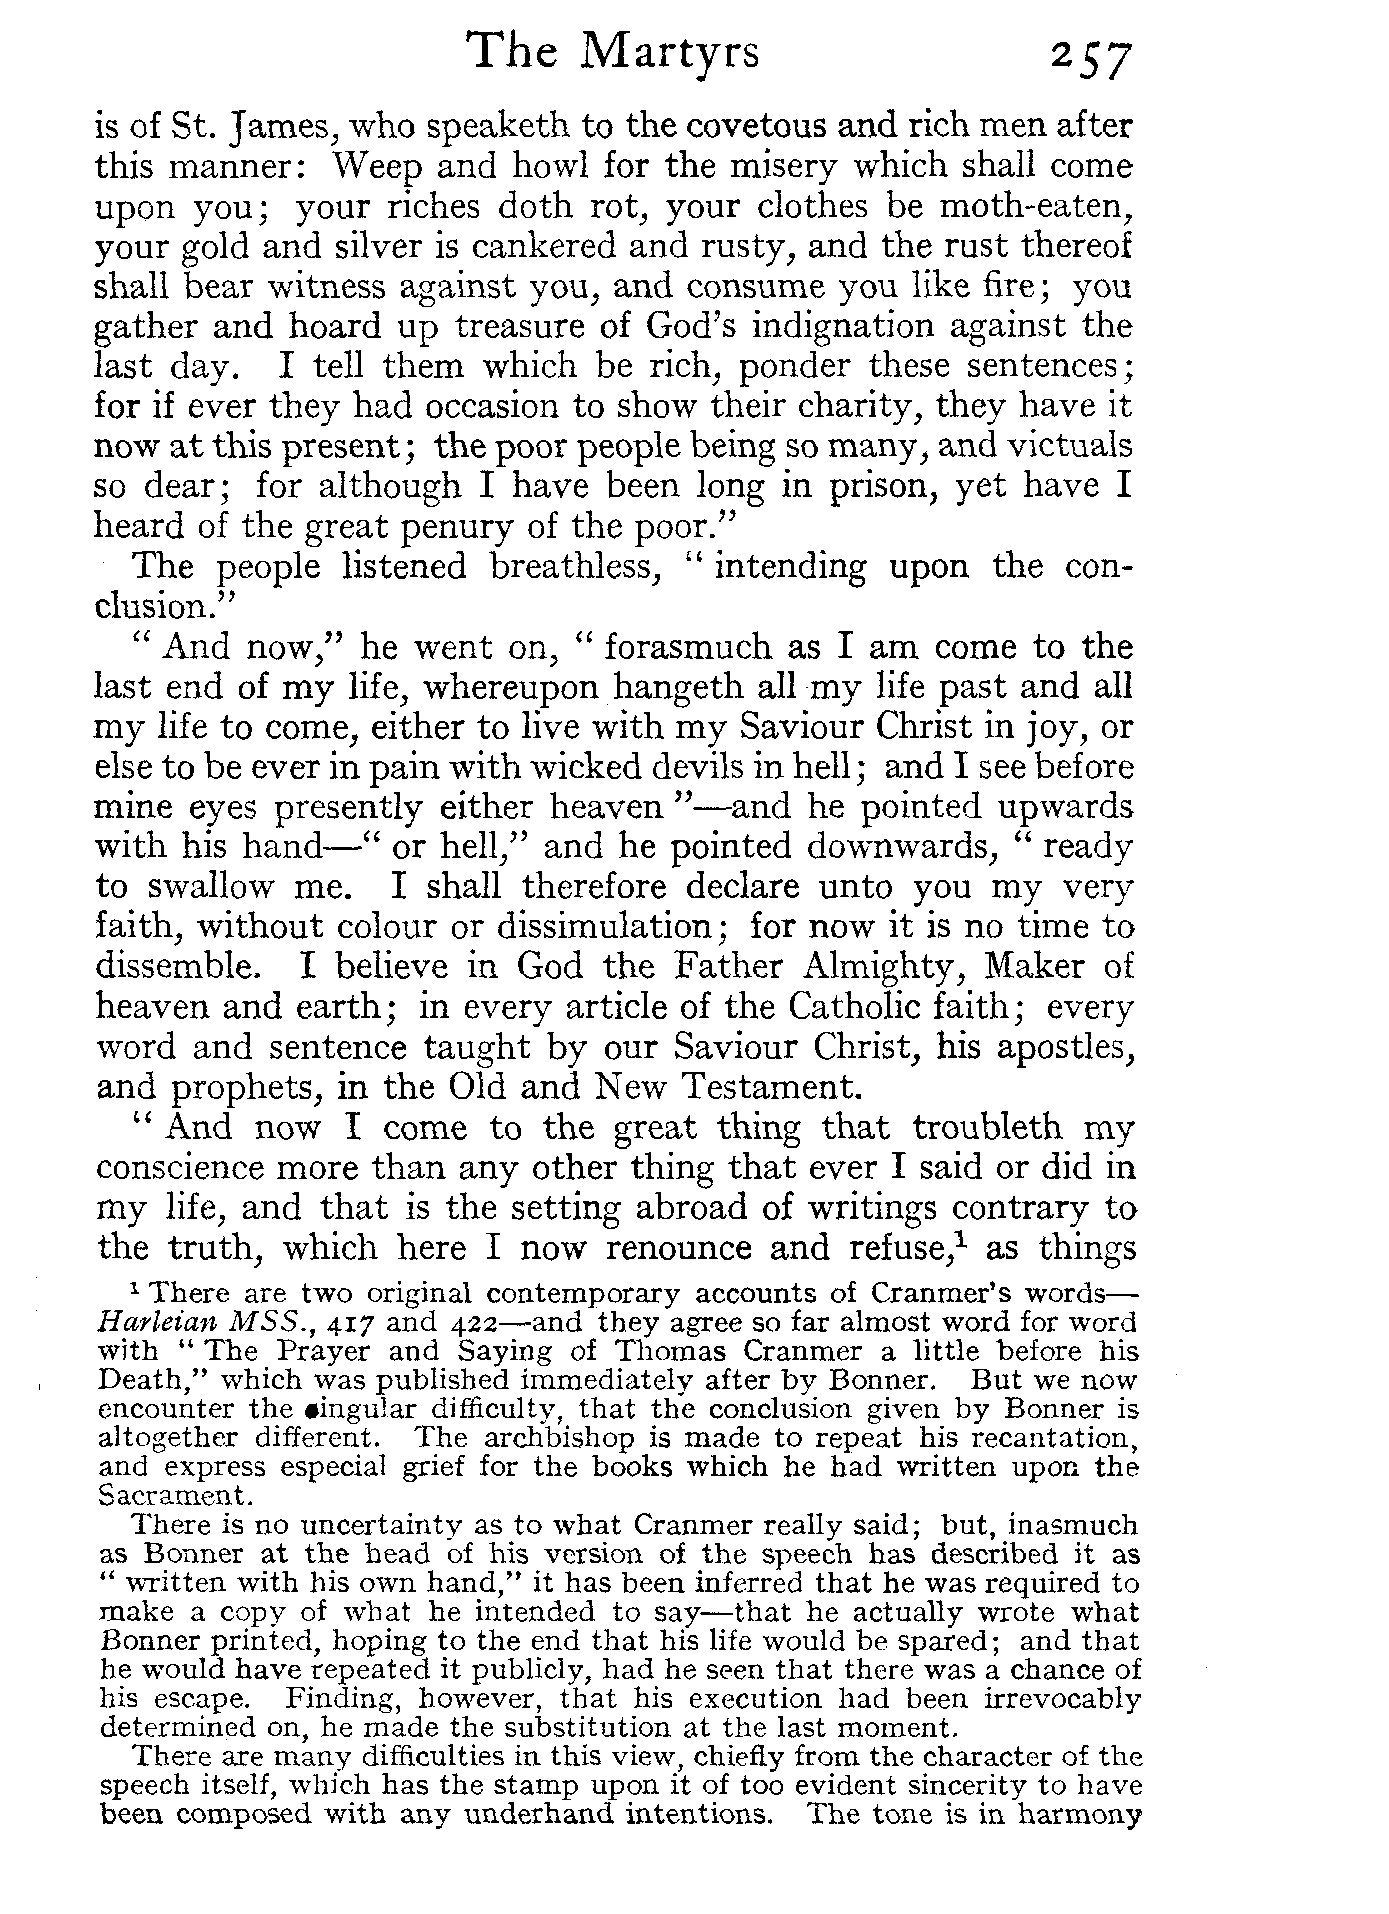 The Martyrs 257
is of St. James, who speaketh to the covetous and rich men after
this manner: Weep and howl for the misery which shall come
upon you; your riches doth rot, your clothes be moth-eaten,
your gold and silver is cankered and rusty, and the rust thereof
shall bear witness against you, and consume you like fire; you
gather and hoard up treasure of God's indignation against the
last day. I tell them which be rich, ponder these sentences;
for if ever they had occasion to show their charity, they have it
now at this present; the poor people being so many, and victuals
so dear; for although I have been long in prison, yet have I
heard of the great penury of the poor."
The people listened breathless, " intending upon the con-
clusion."
" And now," he went on, " forasmuch as I am come to the
last end of my life, whereupon hangeth all my life past and all
my life to come, either to live with my Saviour Christ in joy, or
else to be ever in pain with wicked devils in hell; and I see before
mine eyes presently either heaven "—and he pointed upwards
with his hand—" or hell," and he pointed downwards, " ready
to swallow me. I shall therefore declare unto you my very
faith, without colour or dissimulation; for now it is no time to
dissemble. I believe in God the Father Almighty, Maker of
heaven and earth; in every article of the Catholic faith; every
word and sentence taught by our Saviour Christ, his apostles,
and prophets, in the Old and New Testament.
" And now I come to the great thing that troubleth my
conscience more than any other thing that ever I said or did in
my life, and that is the setting abroad of writings contrary to
the truth, which here I now renounce and refuse,¹ as things
¹ There are two original contemporary accounts of Cranmer's words—
Harleian MSS., 417 and 422—and they agree so far almost word for word
with " The Prayer and Saying of Thomas Cranmer a little before his
Death," which was published immediately after by Bonner. But we now
encounter the singular difficulty, that the conclusion given by Bonner is
altogether different. The archbishop is made to repeat his recantation,
and express especial grief for the books which he had written upon the
Sacrament.
There is no uncertainty as to what Cranmer really said; but, inasmuch
as Bonner at the head of his version of the speech has described it as
" written with his own hand," it has been inferred that he was required to
make a copy of what he intended to say—that he actually wrote what
Bonner printed, hoping to the end that his life would be spared; and that
he would have repeated it publicly, had he seen that there was a chance of
his escape. Finding, however, that his execution had been irrevocably
determined on, he made the substitution at the last moment.
There are many difficulties in this view, chiefly from the character of the
speech itself, which has the stamp upon it of too evident sincerity to have
been composed with any underhand intentions. The tone is in harmony